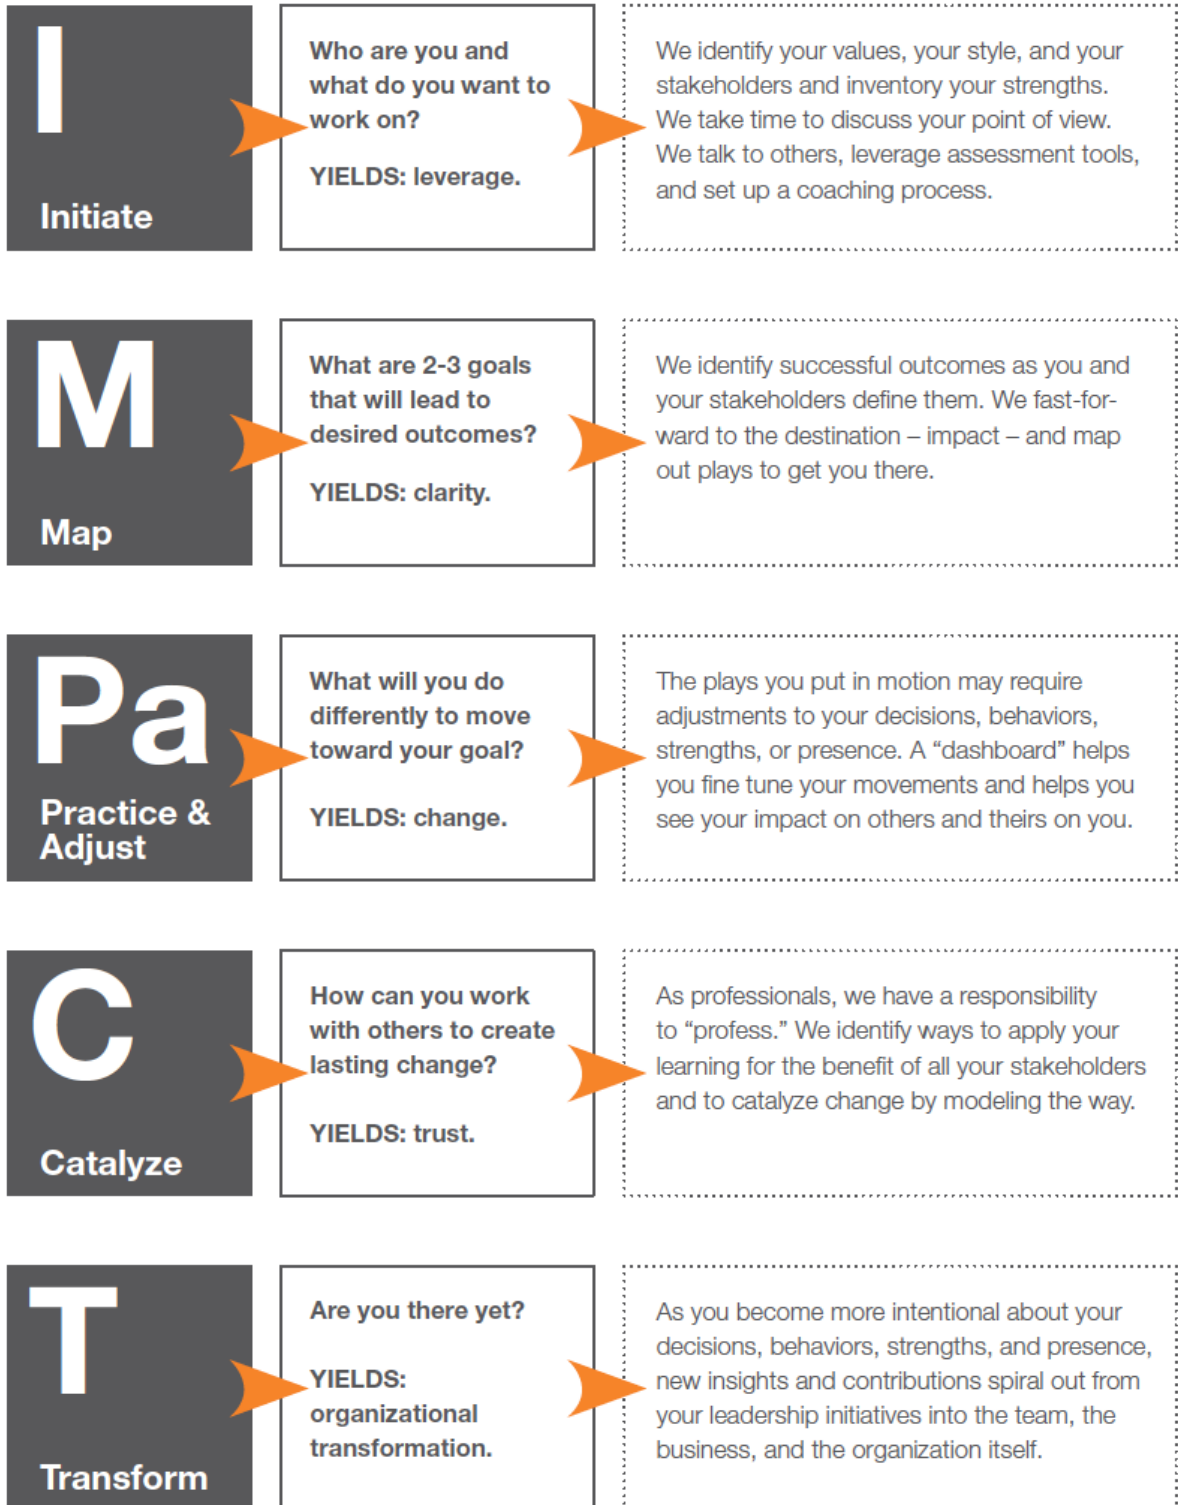 I
Initiate
Who are you and
what do you want to
work on?
YIELDS: leverage.
We identify your values, your style, and your
stakeholders and inventory your strengths.
We take time to discuss your point of view.
We talk to others, leverage assessment tools,
and set up a coaching process.
M
Map
What are 2-3 goals
that will lead to
desired outcomes?
YIELDS: clarity.
We identify successful outcomes as you and
your stakeholders define them. We fast-for-
ward to the destination – impact – and map
out plays to get you there.
Pa
Practice &
Adjust
What will you do
differently to move
toward your goal?
YIELDS: change.
The plays you put in motion may require
adjustments to your decisions, behaviors,
strengths, or presence. A “dashboard” helps
you fine tune your movements and helps you
see your impact on others and theirs on you.
C
Catalyze
How can you work
with others to create
lasting change?
YIELDS: trust.
As professionals, we have a responsibility
to “profess.” We identify ways to apply your
learning for the benefit of all your stakeholders
and to catalyze change by modeling the way.
T
Transform
Are you there yet?
YIELDS:
organizational
transformation.
As you become more intentional about your
decisions, behaviors, strengths, and presence,
new insights and contributions spiral out from
your leadership initiatives into the team, the
business, and the organization itself.